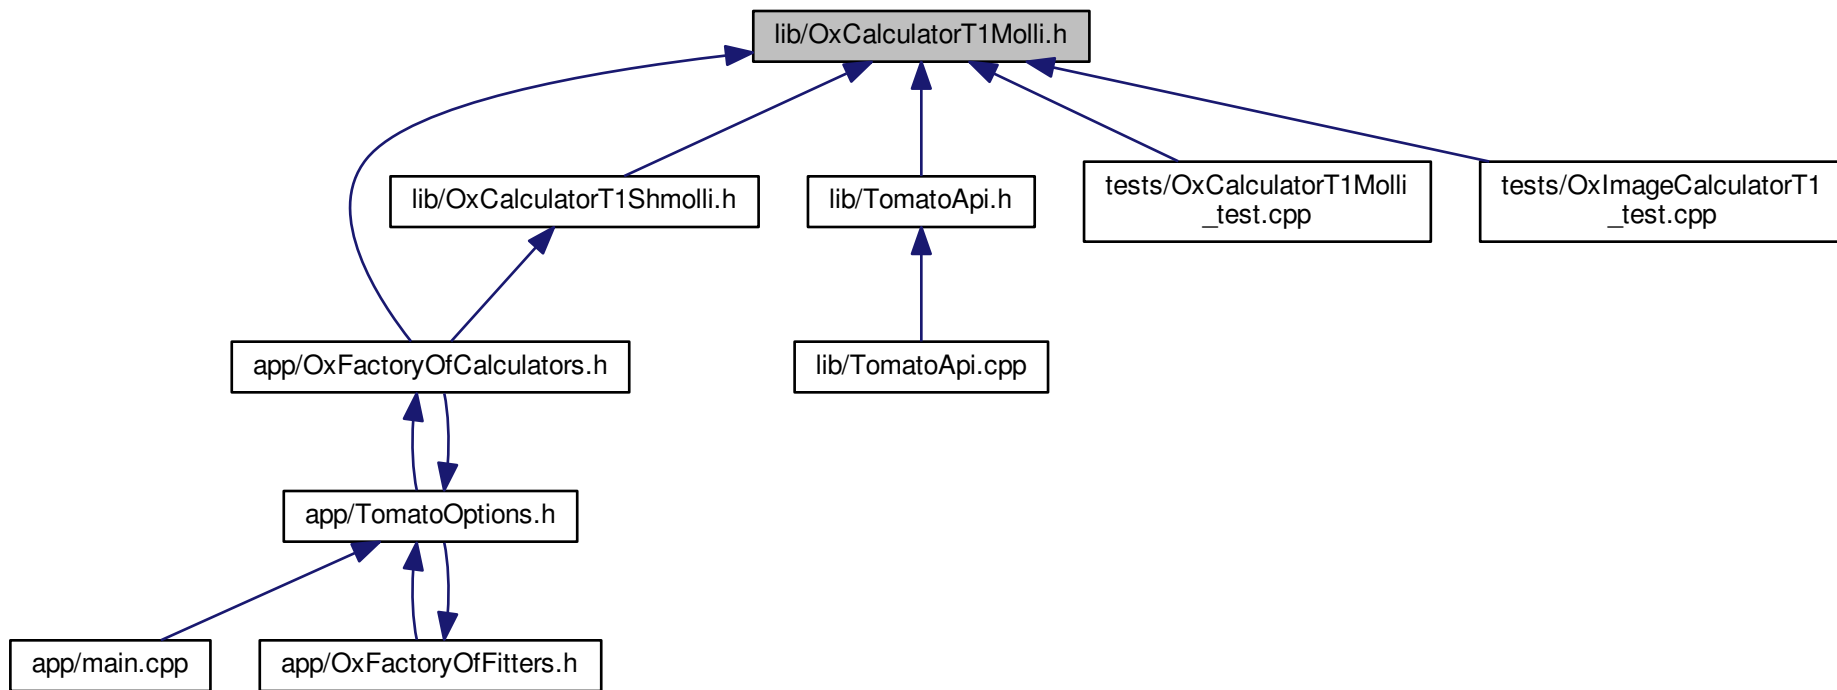 lib/OxCalculatorT1Molli.h
lib/OxCalculatorT1Shmolli.h
lib/TomatoApi.h
tests/OxCalculatorT1Molli
_test.cpp
tests/OxImageCalculatorT1
_test.cpp
app/OxFactoryOfCalculators.h
lib/TomatoApi.cpp
app/TomatoOptions.h
app/main.cpp
app/OxFactoryOfFitters.h